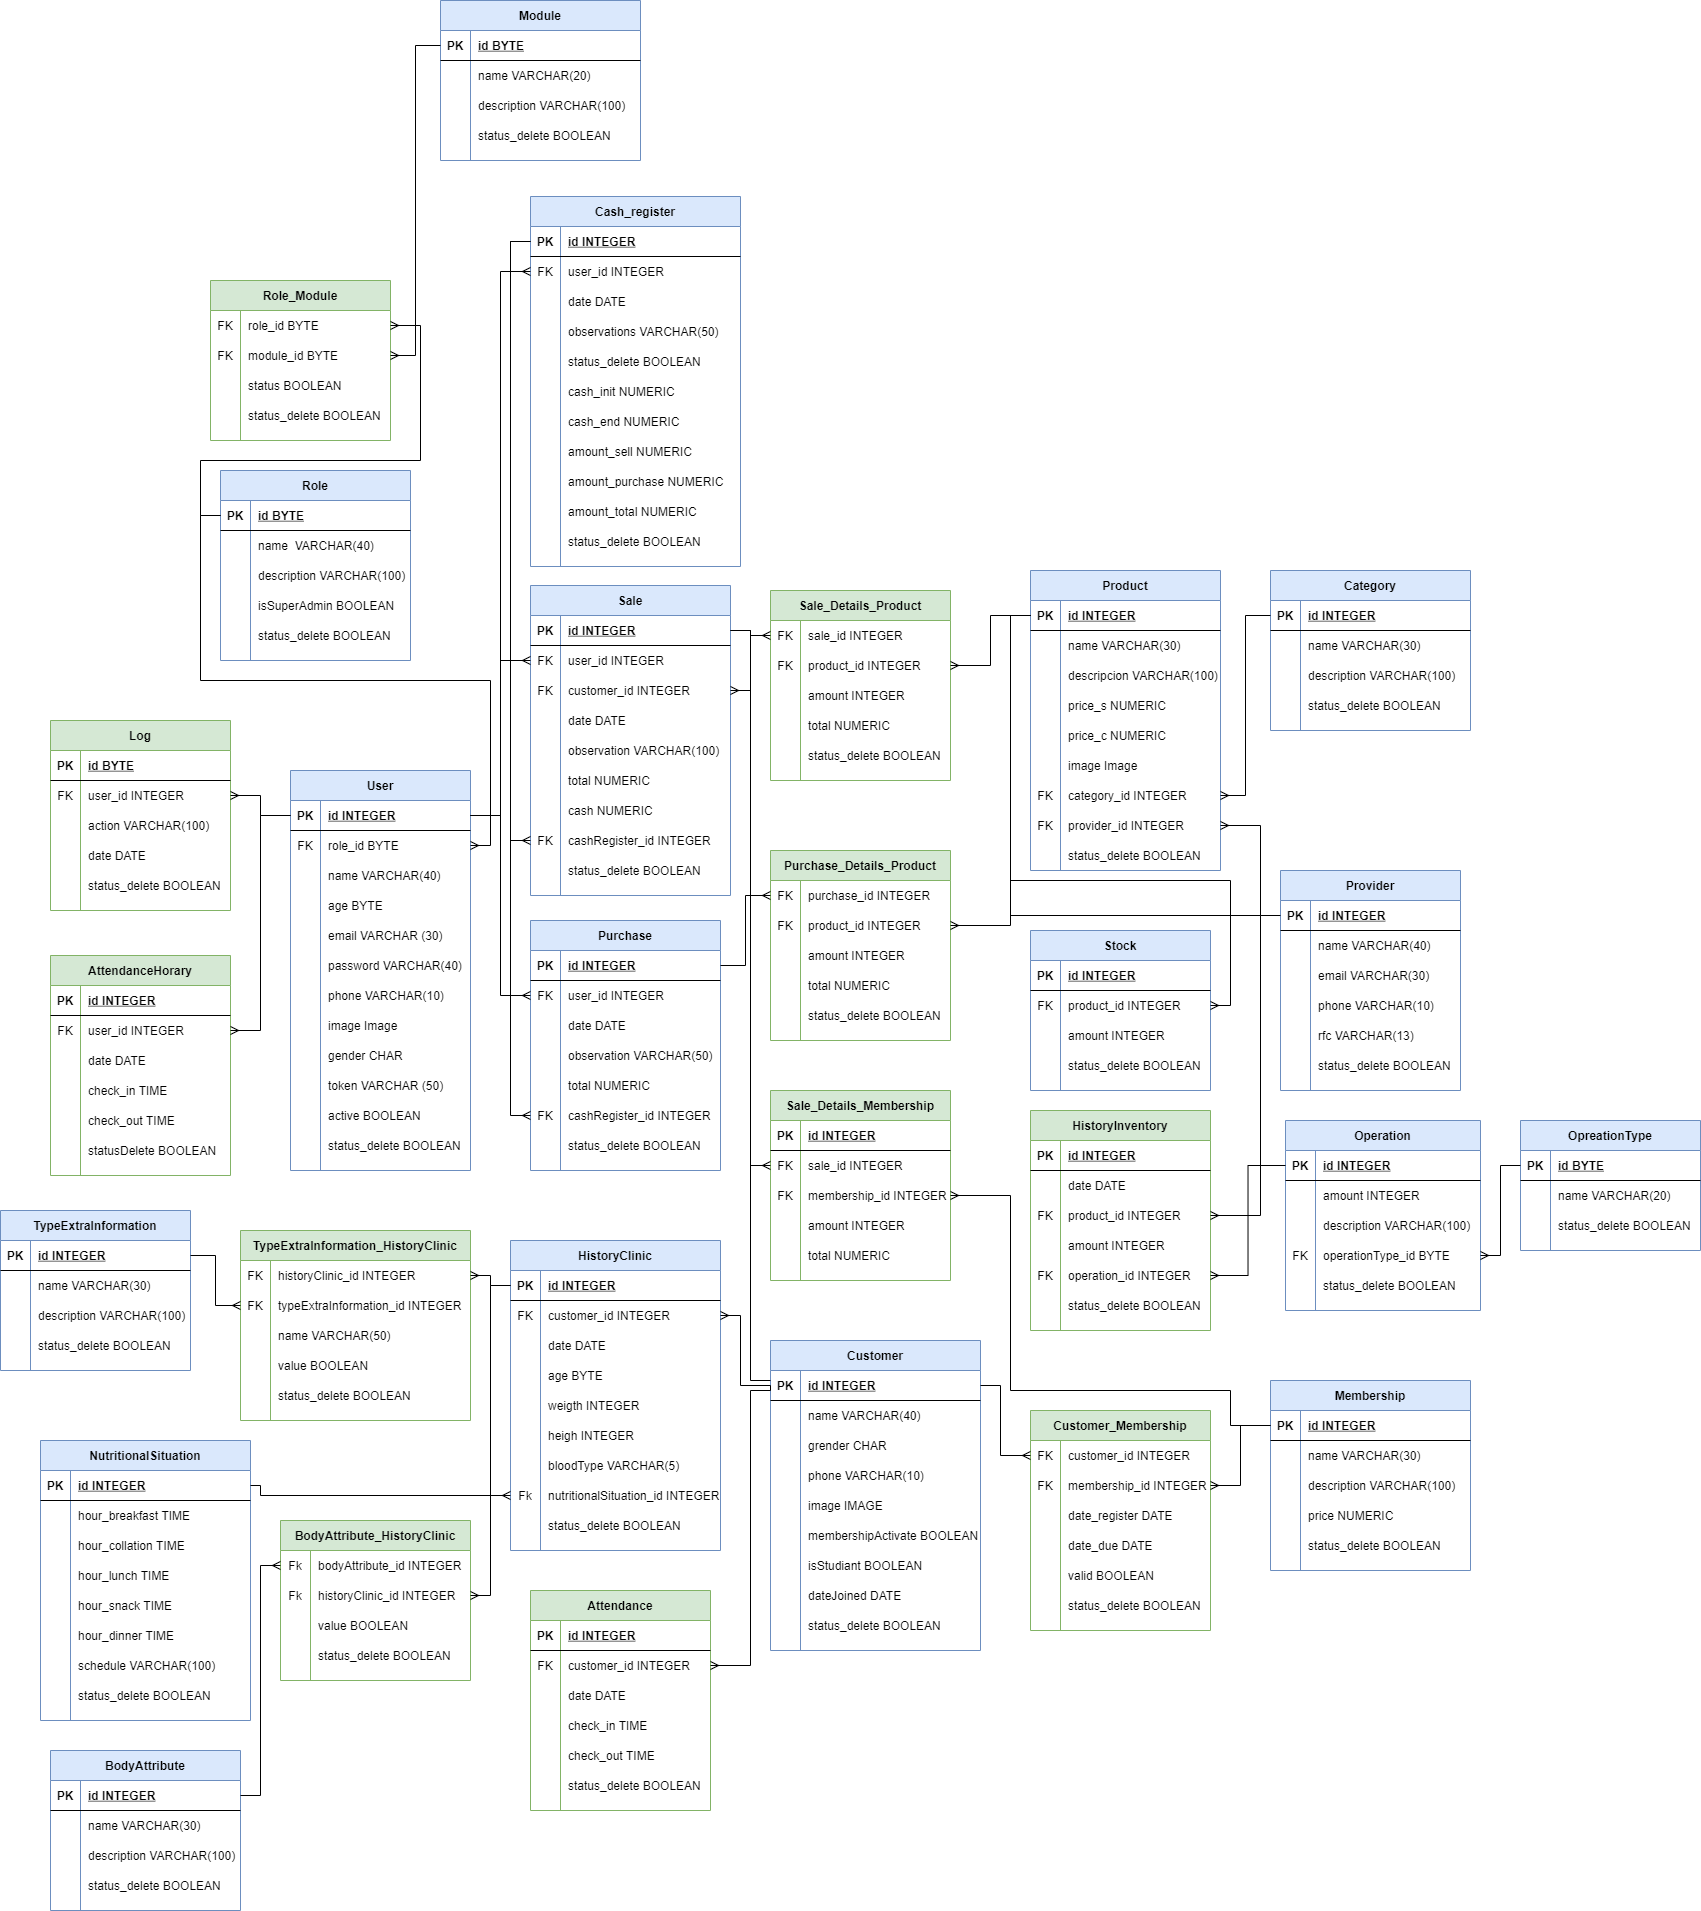 Module
PK id BYTE
name VARCHAR(20)
description VARCHAR(100)
status_delete BOOLEAN
Cash_register
PK id INTEGER
FK user_id INTEGER
date DATE
observations VARCHAR(50)
status_delete BOOLEAN
cash_init NUMERIC
cash_end NUMERIC
amount_sell NUMERIC
amount_purchase NUMERIC
amount_total NUMERIC
status_delete BOOLEAN
Role_Module
FK role_id BYTE
FK module_id BYTE
status BOOLEAN
status_delete BOOLEAN
Role
PK id BYTE
name VARCHAR(40)
description VARCHAR(100)
isSuperAdmin BOOLEAN
status_delete BOOLEAN
Sale
PK id INTEGER
FK user_id INTEGER
FK customer_id INTEGER
date DATE
observation VARCHAR(100)
total NUMERIC
cash NUMERIC
FK cashRegister_id INTEGER
status_delete BOOLEAN
Sale_Details_Product
FK sale_id INTEGER
FK product_id INTEGER
amount INTEGER
total NUMERIC
status_delete BOOLEAN
Product
PK id INTEGER
name VARCHAR(30)
descripcion VARCHAR(100)
price_s NUMERIC
price_c NUMERIC
image Image
FK category_id INTEGER
FK provider_id INTEGER
status_delete BOOLEAN
Category
PK id INTEGER
name VARCHAR(30)
description VARCHAR(100)
status_delete BOOLEAN
Log
PK id BYTE
FK user_id INTEGER
action VARCHAR(100)
date DATE
status_delete BOOLEAN
User
PK id INTEGER
FK role_id BYTE
name VARCHAR(40)
age BYTE
email VARCHAR (30)
password VARCHAR(40)
phone VARCHAR(10)
image Image
gender CHAR
token VARCHAR (50)
active BOOLEAN
status_delete BOOLEAN
Purchase_Details_Product
FK purchase_id INTEGER
FK product_id INTEGER
amount INTEGER
total NUMERIC
status_delete BOOLEAN
Provider
PK id INTEGER
name VARCHAR(40)
email VARCHAR(30)
phone VARCHAR(10)
rfc VARCHAR(13)
status_delete BOOLEAN
Purchase
PK id INTEGER
FK user_id INTEGER
date DATE
observation VARCHAR(50)
total NUMERIC
FK cashRegister_id INTEGER
status_delete BOOLEAN
Stock
PK id INTEGER
FK product_id INTEGER
amount INTEGER
status_delete BOOLEAN
AttendanceHorary
PK id INTEGER
FK user_id INTEGER
date DATE
check_in TIME
check_out TIME
statusDelete BOOLEAN
Sale_Details_Membership
PK id INTEGER
FK sale_id INTEGER
FK membership_id INTEGER
amount INTEGER
total NUMERIC
HistoryInventory
PK id INTEGER
date DATE
FK product_id INTEGER
amount INTEGER
FK operation_id INTEGER
status_delete BOOLEAN
Operation
PK id INTEGER
amount INTEGER
description VARCHAR(100)
FK operationType_id BYTE
status_delete BOOLEAN
OpreationType
PK id BYTE
name VARCHAR(20)
status_delete BOOLEAN
TypeExtraInformation
PK id INTEGER
name VARCHAR(30)
description VARCHAR(100)
status_delete BOOLEAN
TypeExtraInformation_HistoryClinic
FK historyClinic_id INTEGER
FK typeExtraInformation_id INTEGER
name VARCHAR(50)
value BOOLEAN
status_delete BOOLEAN
HistoryClinic
PK id INTEGER
FK customer_id INTEGER
date DATE
age BYTE
weigth INTEGER
heigh INTEGER
bloodType VARCHAR(5)
Fk nutritionalSituation_id INTEGER
status_delete BOOLEAN
Customer
PK id INTEGER
name VARCHAR(40)
grender CHAR
phone VARCHAR(10)
image IMAGE
membershipActivate BOOLEAN
isStudiant BOOLEAN
dateJoined DATE
status_delete BOOLEAN
Customer_Membership
FK customer_id INTEGER
FK membership_id INTEGER
date_register DATE
date_due DATE
valid BOOLEAN
status_delete BOOLEAN
Membership
PK id INTEGER
name VARCHAR(30)
description VARCHAR(100)
price NUMERIC
status_delete BOOLEAN
NutritionalSituation
PK id INTEGER
hour_breakfast TIME
hour_collation TIME
hour_lunch TIME
hour_snack TIME
hour_dinner TIME
schedule VARCHAR(100)
status_delete BOOLEAN
BodyAttribute_HistoryClinic
Fk bodyAttribute_id INTEGER
Fk historyClinic_id INTEGER
value BOOLEAN
status_delete BOOLEAN
Attendance
PK id INTEGER
FK customer_id INTEGER
date DATE
check_in TIME
check_out TIME
status_delete BOOLEAN
BodyAttribute
PK id INTEGER
name VARCHAR(30)
description VARCHAR(100)
status_delete BOOLEAN